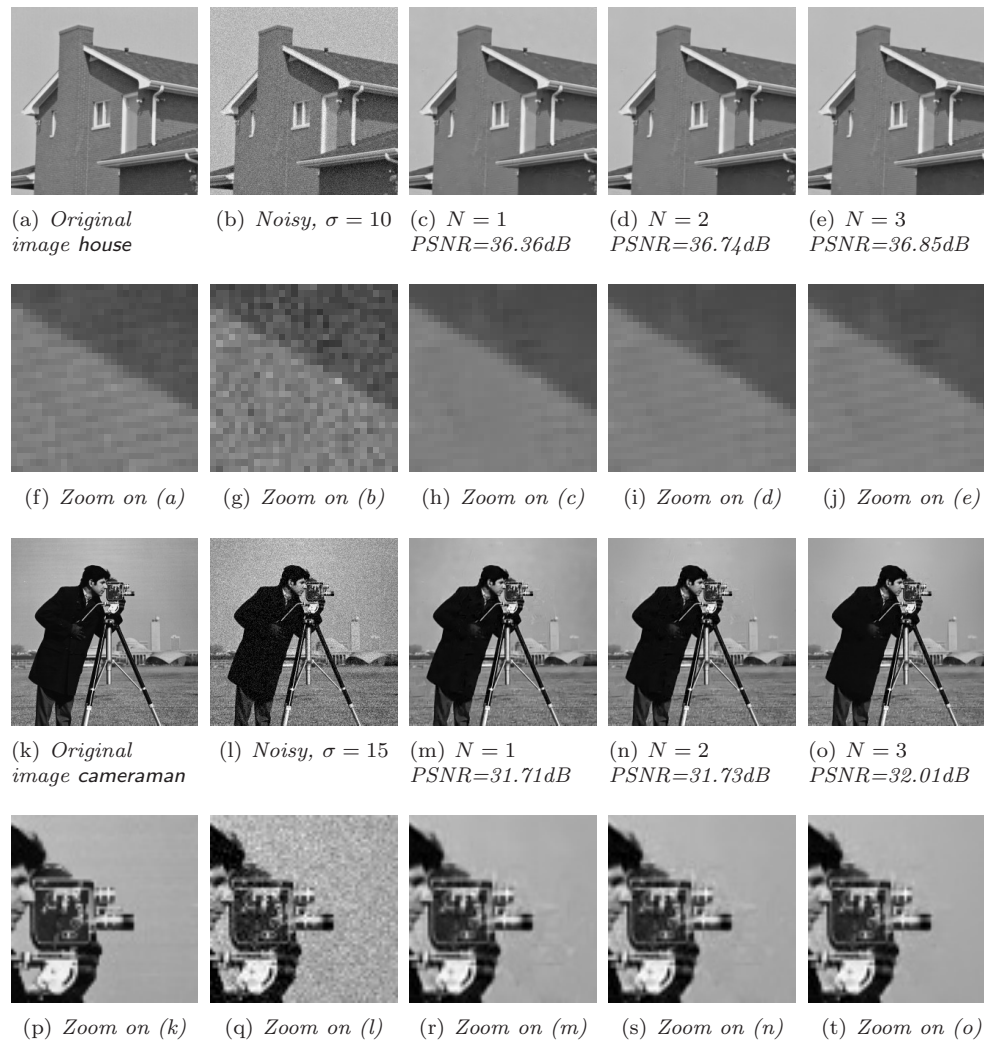 (a) Original
image house
(b) Noisy, σ = 10
(c) N = 1
PSNR=36.36dB
(d) N = 2
PSNR=36.74dB
(e) N = 3
PSNR=36.85dB
(f) Zoom on (a)
(g) Zoom on (b)
(h) Zoom on (c)
(i) Zoom on (d)
(j) Zoom on (e)
(k) Original
image cameraman
(l) Noisy, σ = 15
(m) N = 1
PSNR=31.71dB
(n) N = 2
PSNR=31.73dB
(o) N = 3
PSNR=32.01dB
(p) Zoom on (k)
(q) Zoom on (l)
(r) Zoom on (m)
(s) Zoom on (n)
(t) Zoom on (o)